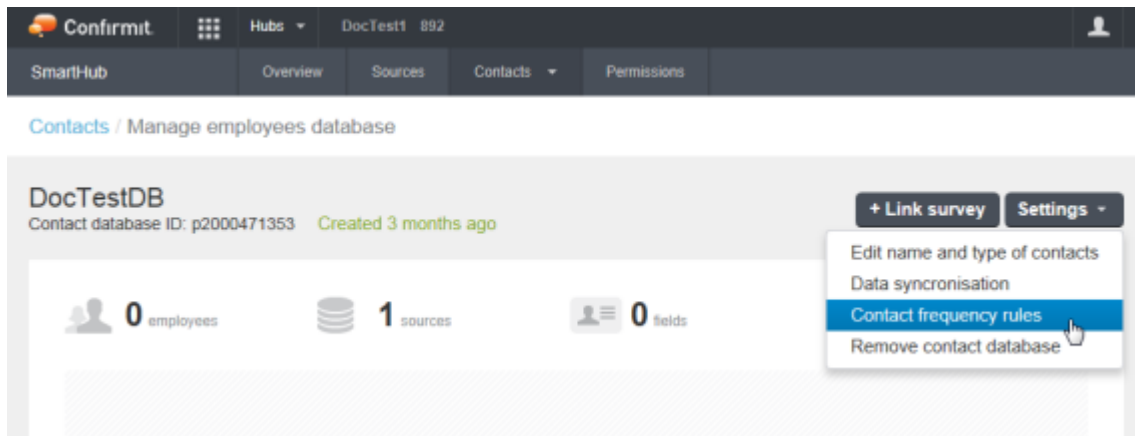 Confirmit. Hubs DocTest1 892
SmartHub Overview Sources Contacts Permissions
Contacts / Manage employees database
DocTestDB
Contact database ID: p2000471353 Created 3 months ago
+ Link survey Settings
Edit name and type of contacts
Data syncronisation
Contact frequency rules
Remove contact database
0 employees 1 sources 0 fields